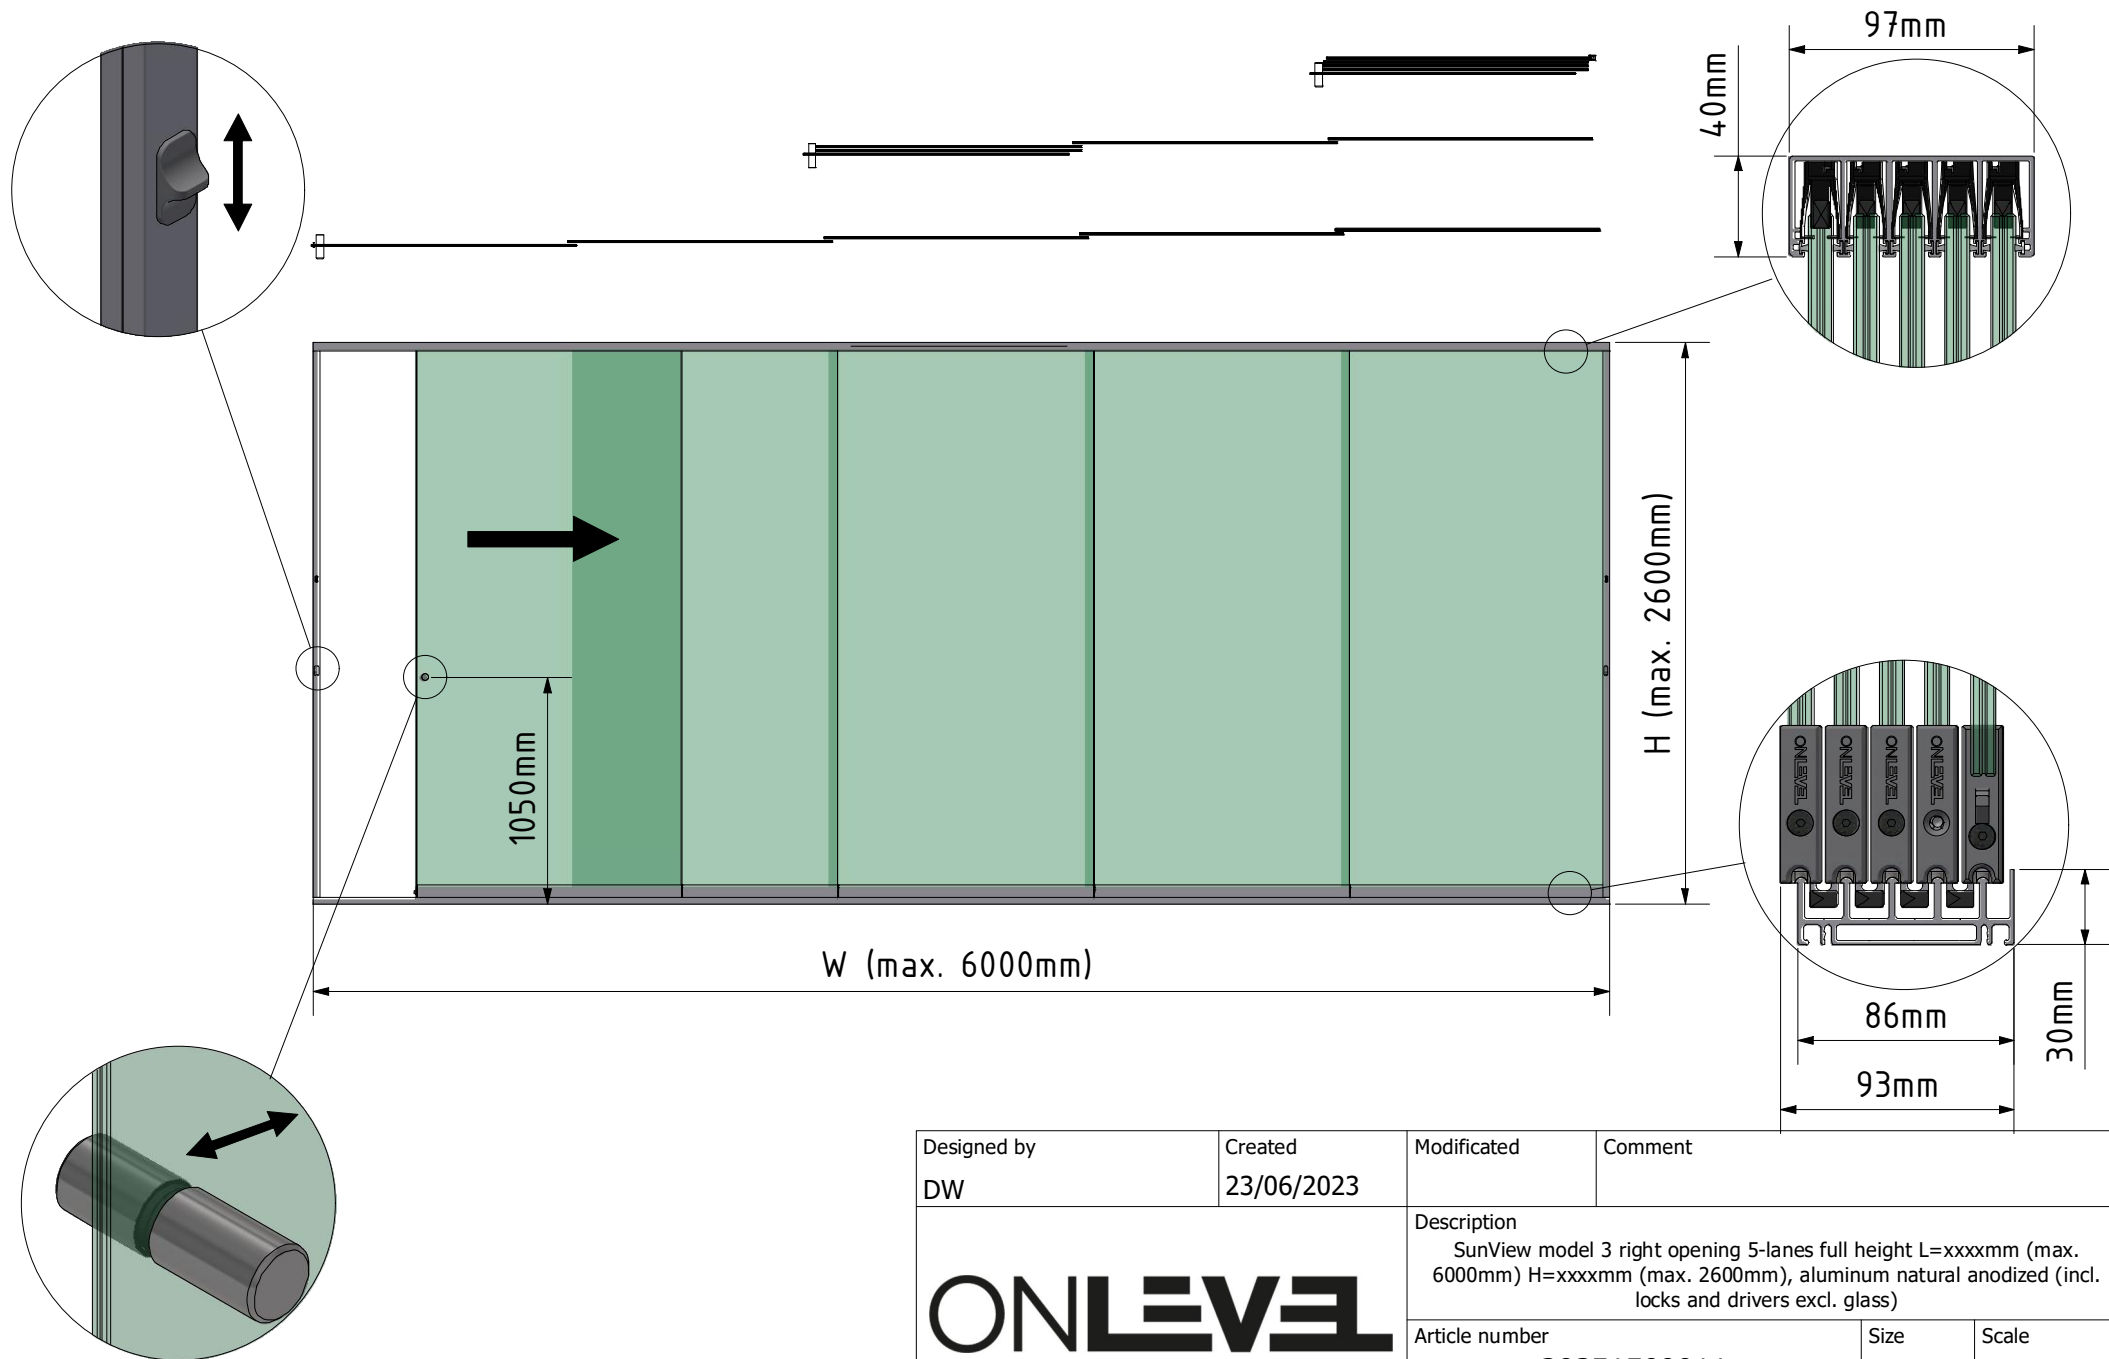 97mm
40mm
H (max. 2600mm)
1050mm
W (max. 6000mm)
ONLEVEL
ONLEVEL
ONLEVEL
ONLEVEL
86mm
30mm
93mm
Designed by
DW
Created
23/06/2023
Modificated
Comment
Description
SunView model 3 right opening 5-lanes full height L=xxxxmm (max.
6000mm) H=xxxxmm (max. 2600mm), aluminum natural anodized (incl.
locks and drivers excl. glass)
ONLEVEL
Article number
Size
Scale